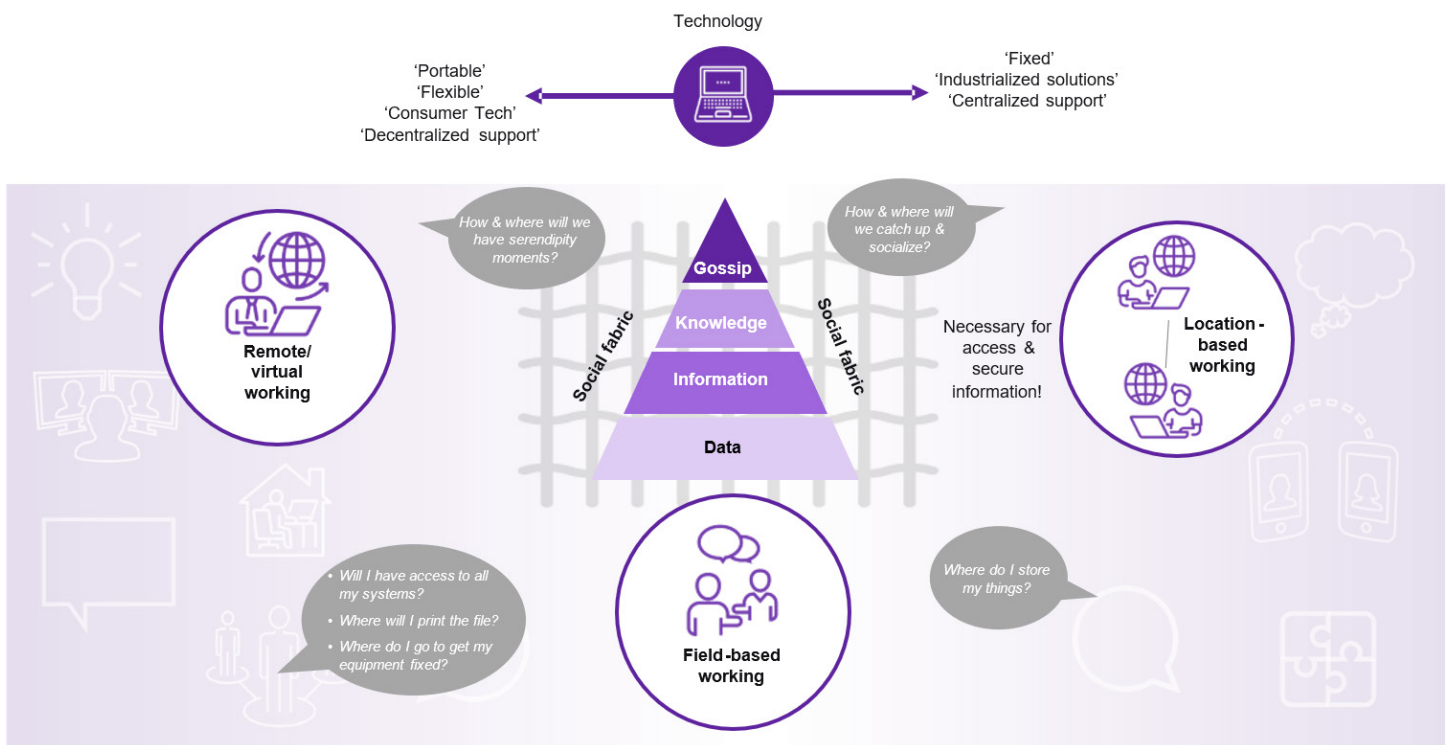 Technology
‘Portable’
‘Flexible’
‘Consumer Tech’
‘Decentralized support’
‘Fixed’
‘Industrialized solutions’
‘Centralized support’
How & where will we
have serendipity
moments?
How & where will
we catch up &
socialize?
Remote/
virtual
working
Social fabric
Gossip
Knowledge
Information
Data
Social fabric
Necessary for
access &
secure
information!
Location -
based
working
• Will I have access to all
my systems?
• Where will I print the file?
• Where do I go to get my
equipment fixed?
Field-based
working
Where do I store
my things?